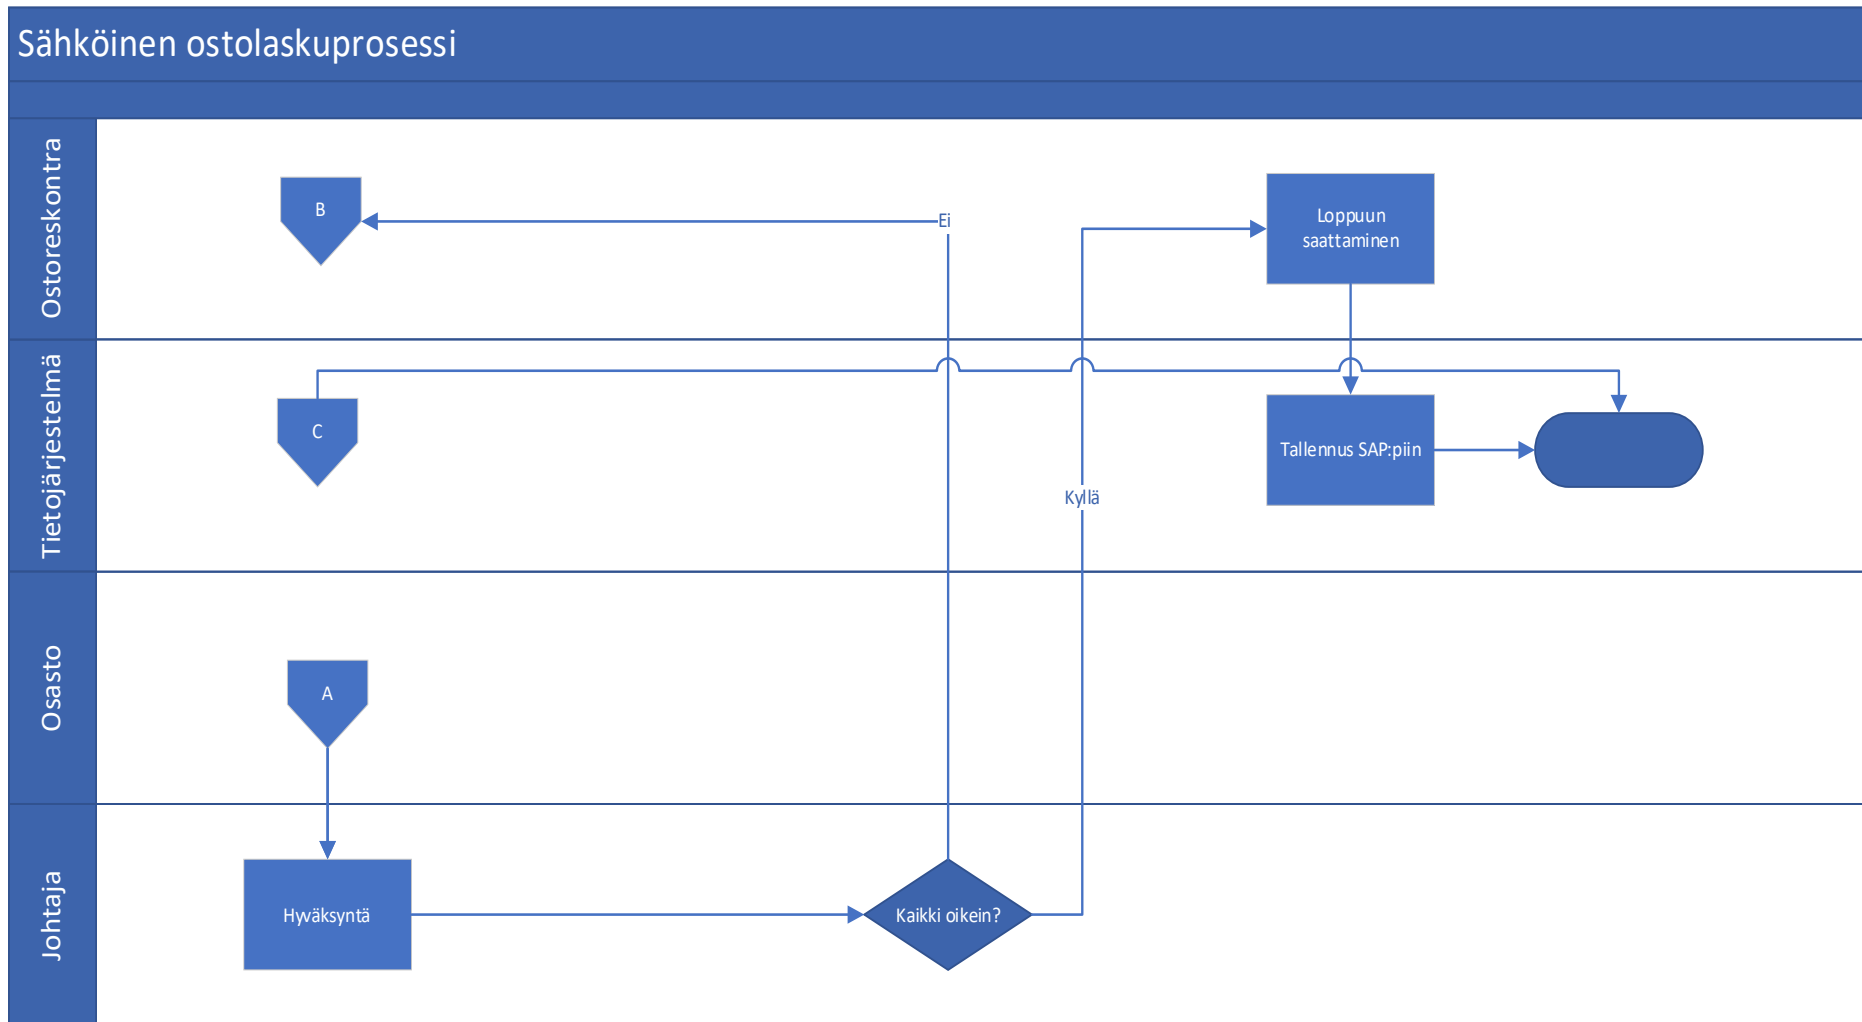 Sähköinen ostolaskuprosessi
Ostoreskontra
B
Ei
Loppuun
saattaminen
Tietojärjestelmä
C
Kyllä
Tallennus SAP:piin
Osasto
A
Johtaja
Hyväksyntä
Kaikki oikein?